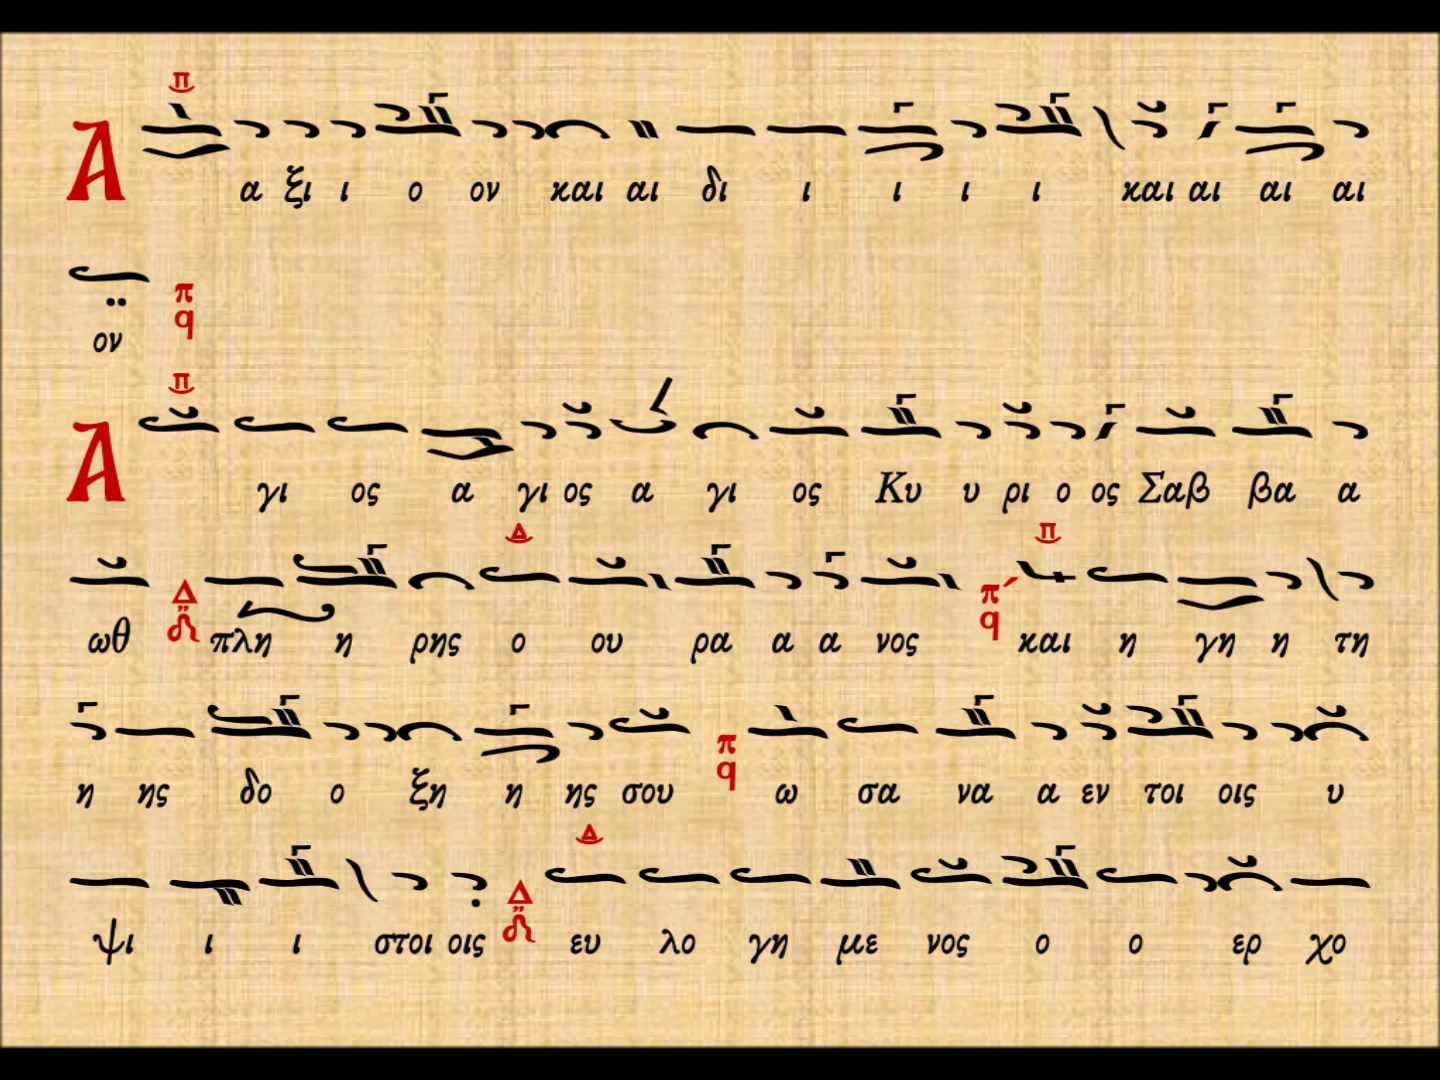 Α α ξι ι ο ον και αι δι ι ι ι ι και αι αι αι
ον
Α γι ος α γι ος α γι ος Κυ υ ρι ο ος Σαβ βα α
ωθ πλη η ρης ο ου ρα α α νος και η γη η τη
η ης δο ο ξη η ης σου ω σα να α εν τοι οις υ
ψι ι ι στοι οις ευ λο γη με νος ο ο ερ χο